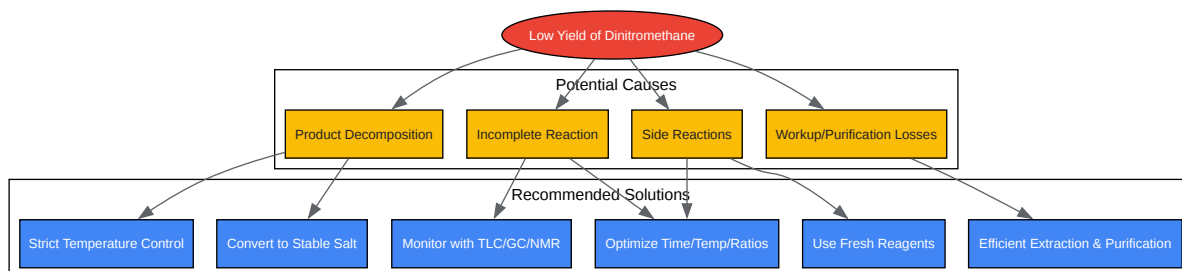 Low Yield of Dinitromethane
Potential Causes
Product Decomposition
Incomplete Reaction
Side Reactions
Workup/Purification Losses
Recommended Solutions
Strict Temperature Control
Convert to Stable Salt
Monitor with TLC/GC/NMR
Optimize Time/Temp/Ratios
Use Fresh Reagents
Efficient Extraction & Purification